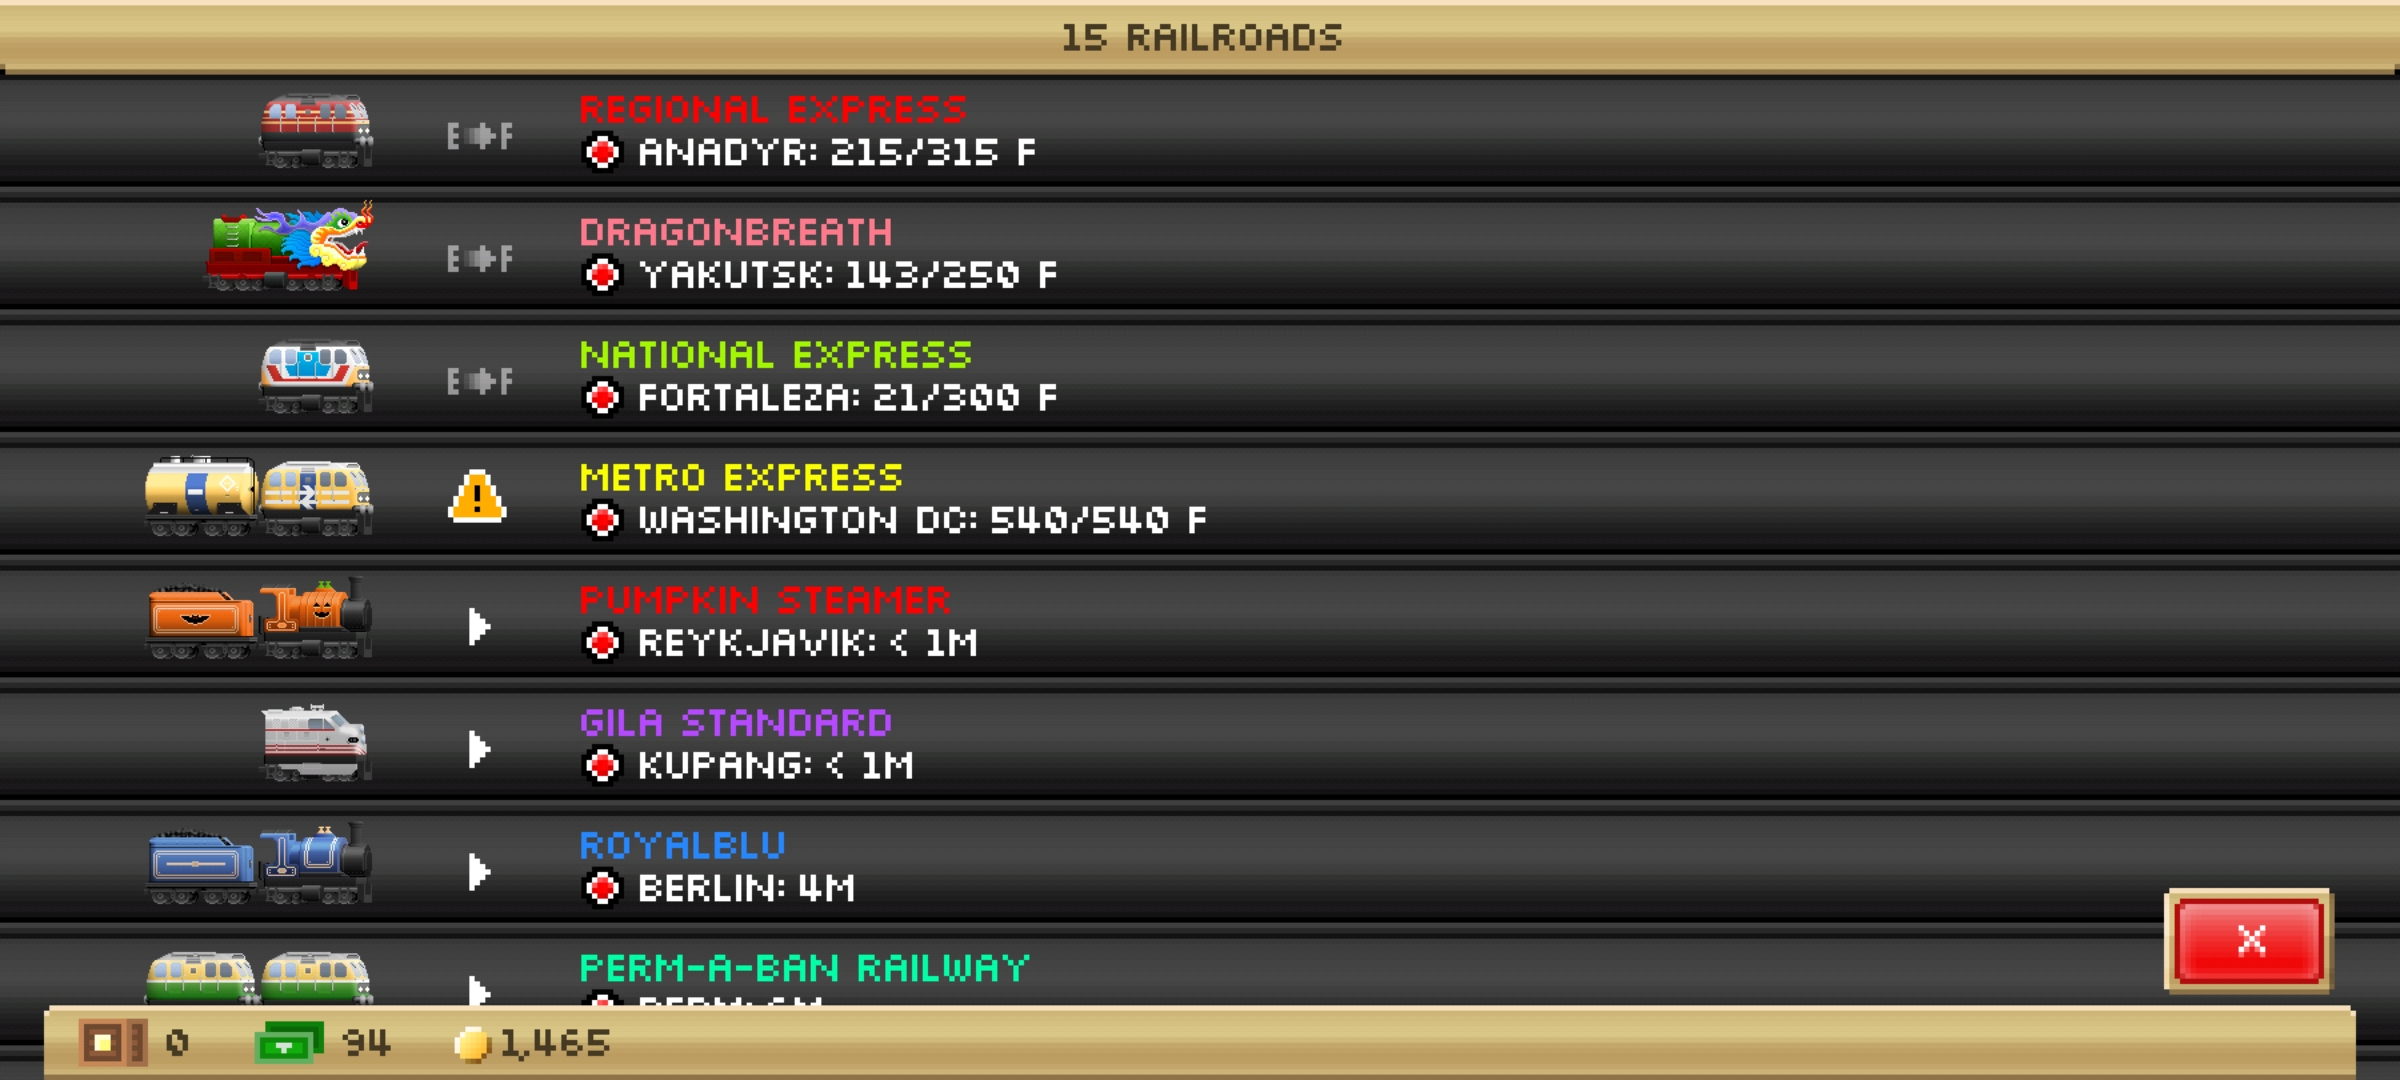 15 RAILROADS
E F
REGIONAL EXPRESS
ANADYR: 215/315 F
E F
DRAGONBREATH
YAKUTSK: 143/250 F
E F
NATIONAL EXPRESS
FORTALEZA: 21/300 F
METRO EXPRESS
WASHINGTON DC: 540/540 F
PUMPKIN STEAMER
REYKJAVIK: < 1M
GILA STANDARD
KUPANG: < 1M
ROYALBLU
BERLIN: 4M
X
PERM-A-BAN RAILWAY
0 94 1,465